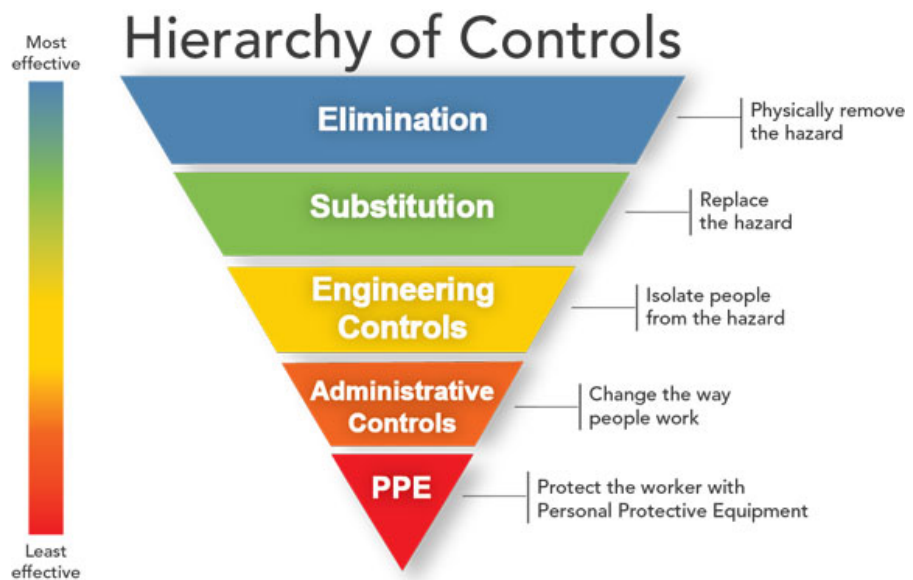 Hierarchy of Controls
Most
effective
Elimination
Physically remove
the hazard
Substitution
Replace
the hazard
Engineering
Controls
Isolate people
from the hazard
Administrative
Controls
Change the way
people work
PPE
Protect the worker with
Personal Protective Equipment
Least
effective